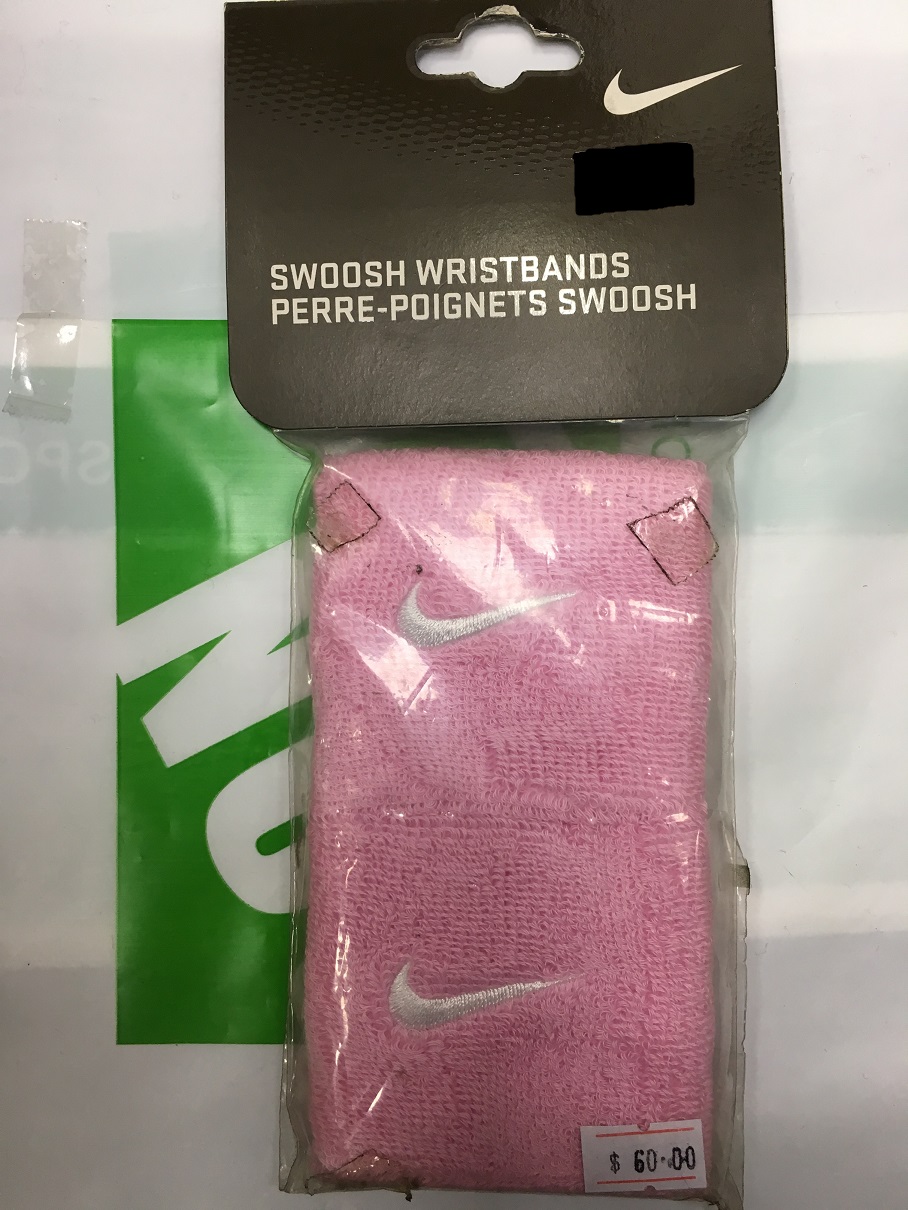 SWOOSH WRISTBANDS
PERRE-POIGNETS SWOOSH
$ 60.00